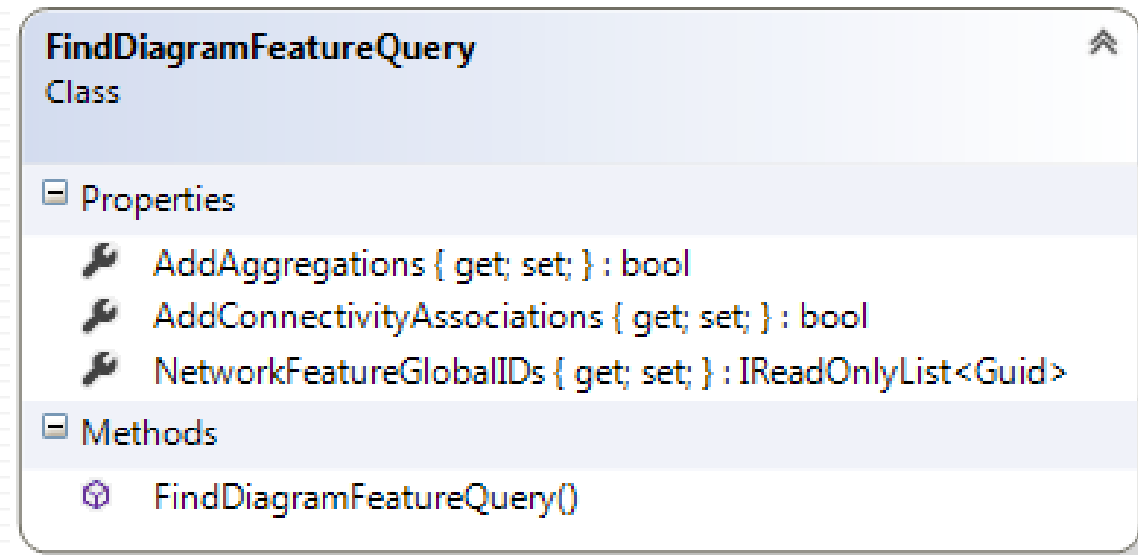 FindDiagramFeatureQuery
Class
Properties
AddAggregations { get; set; } : bool
AddConnectivityAssociations { get; set; } : bool
NetworkFeatureGlobalIDs { get; set; } : IReadOnlyList<Guid>
Methods
FindDiagramFeatureQuery()